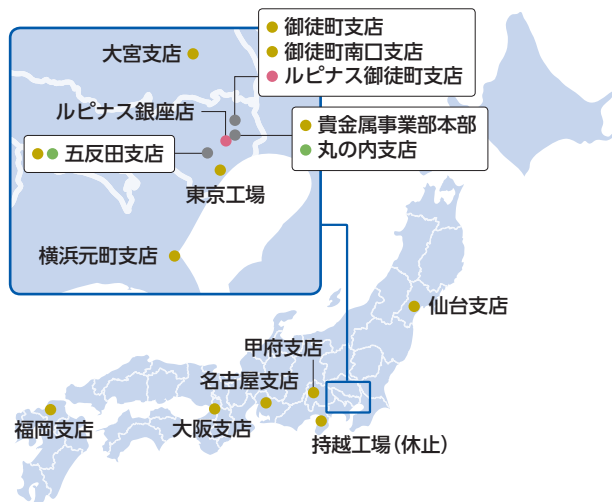 御徒町支店
御徒町南口支店
ルピナス御徒町支店
大宮支店
ルピナス銀座店
貴金属事業部本部
丸の内支店
五反田支店
東京工場
横浜元町支店
仙台支店
甲府支店
名古屋支店
福岡支店
大阪支店
持越工場(休止)